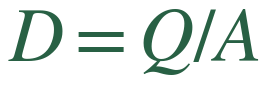 D = Q/A